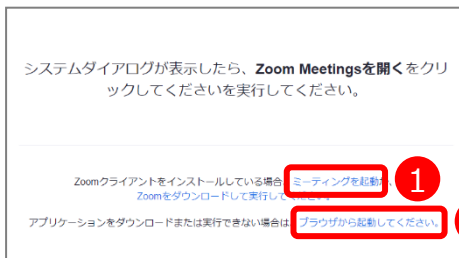 システムダイアログが表示したら、Zoom Meetingsを開くをクリ
ックしてくださいを実行してください。
Zoomクライアントをインストールしている場合、ミーティングを起動か、
Zoomをダウンロードして実行してください。
アプリケーションをダウンロードまたは実行できない場合は、ブラウザから起動してください。
1